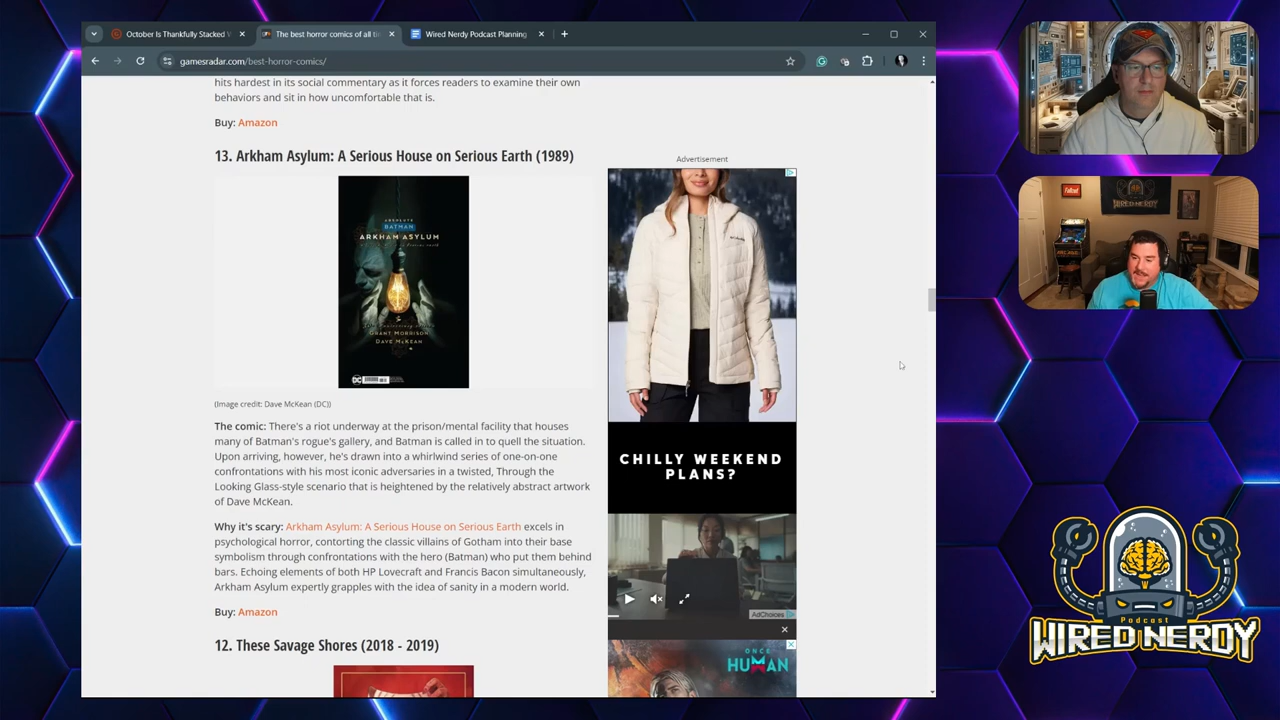 October Is Thankfully Stacked
The best horror comics of all ti
Wired Nerdy Podcast Planning
gamesradar.com/best-horror-comics/
hits hardest in its social commentary as it forces readers to examine their own
behaviors and sit in how uncomfortable that is.
Buy: Amazon
13. Arkham Asylum: A Serious House on Serious Earth (1989)
Advertisement
ABSOLUTE
BATMAN
ARKHAM ASYLUM
GRANT MORRISON
DAVE McKEAN
DC
(Image credit: Dave McKean (DC))
The comic: There's a riot underway at the prison/mental facility that houses
many of Batman's rogue's gallery, and Batman is called in to quell the situation.
Upon arriving, however, he's drawn into a whirlwind series of one-on-one
confrontations with his most iconic adversaries in a twisted, Through the
Looking Glass-style scenario that is heightened by the relatively abstract artwork
of Dave McKean.
Why it's scary: Arkham Asylum: A Serious House on Serious Earth excels in
psychological horror, contorting the classic villains of Gotham into their base
symbolism through confrontations with the hero (Batman) who put them behind
bars. Echoing elements of both HP Lovecraft and Francis Bacon simultaneously,
Arkham Asylum expertly grapples with the idea of sanity in a modern world.
Buy: Amazon
12. These Savage Shores (2018 - 2019)
CHILLY WEEKEND
PLANS?
AdChoices
ONCE
HUMAN
Fallout
WIRED NERDY
Podcast
WIRED NERDY